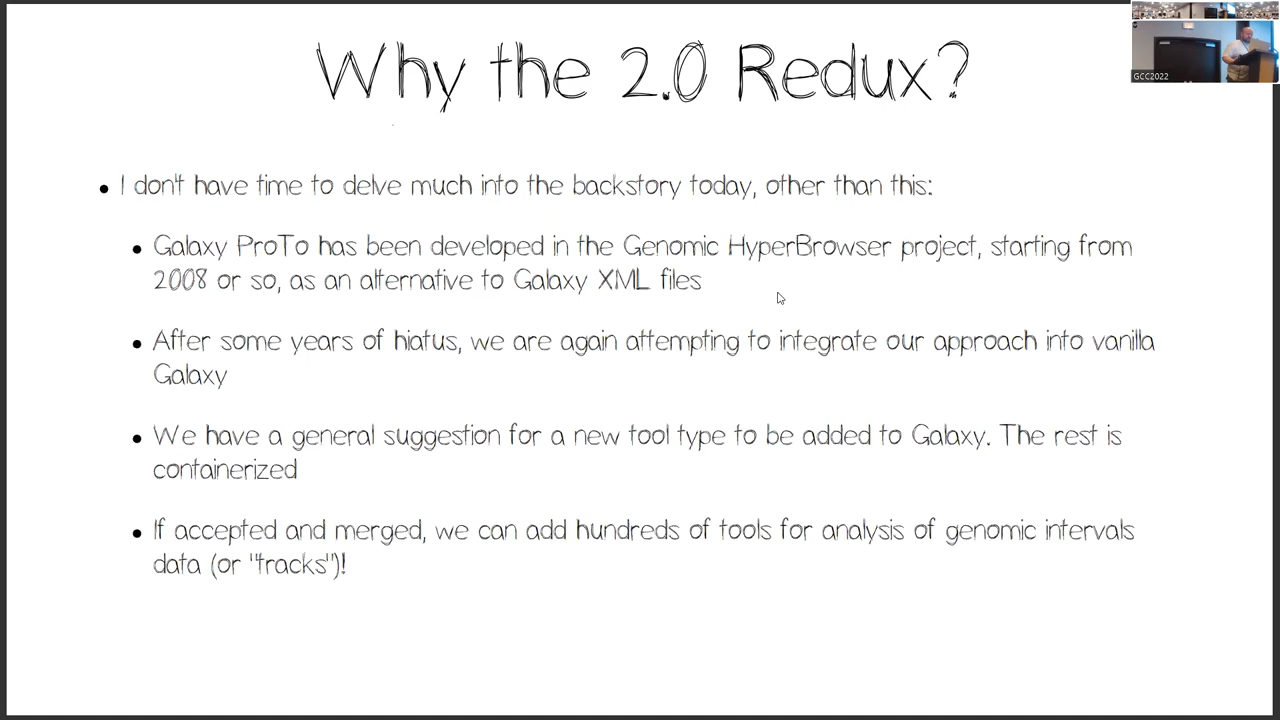 Why the 2.0 Redux?
GCC2022
• I don't have time to delve much into the backstory today, other than this:
• Galaxy ProTo has been developed in the Genomic HyperBrowser project, starting from
2008 or so, as an alternative to Galaxy XML files
• After some years of hiatus, we are again attempting to integrate our approach into vanilla
Galaxy
• We have a general suggestion for a new tool type to be added to Galaxy. The rest is
containerized
• If accepted and merged, we can add hundreds of tools for analysis of genomic intervals
data (or "tracks")!